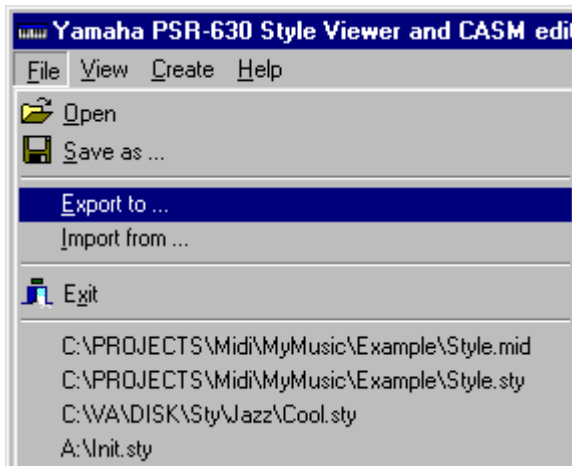 Yamaha PSR-630 Style Viewer and CASM
File View Create Help
Open
Save as ...
Export to ...
Import from ...
Exit
C:\PROJECTS\Midi\MyMusic\Example\Style.mid
C:\PROJECTS\Midi\MyMusic\Example\Style.sty
C:\VA\DISK\Sty\Jazz\Cool.sty
A:\Init.sty